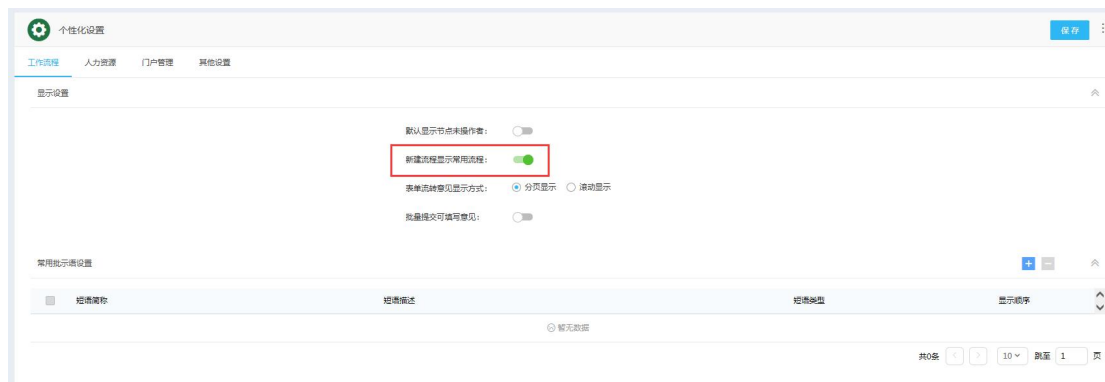 个性化设置
保存
工作流程 人力资源 门户管理 其他设置
显示设置
默认显示节点未操作者：
新建流程显示常用流程：
表单流转意见显示方式： 分页显示 滚动显示
批量提交可填写意见：
常用批示语设置
短语简称 短语描述 短语类型 显示顺序
暂无数据
共0条 10 跳至 1 页